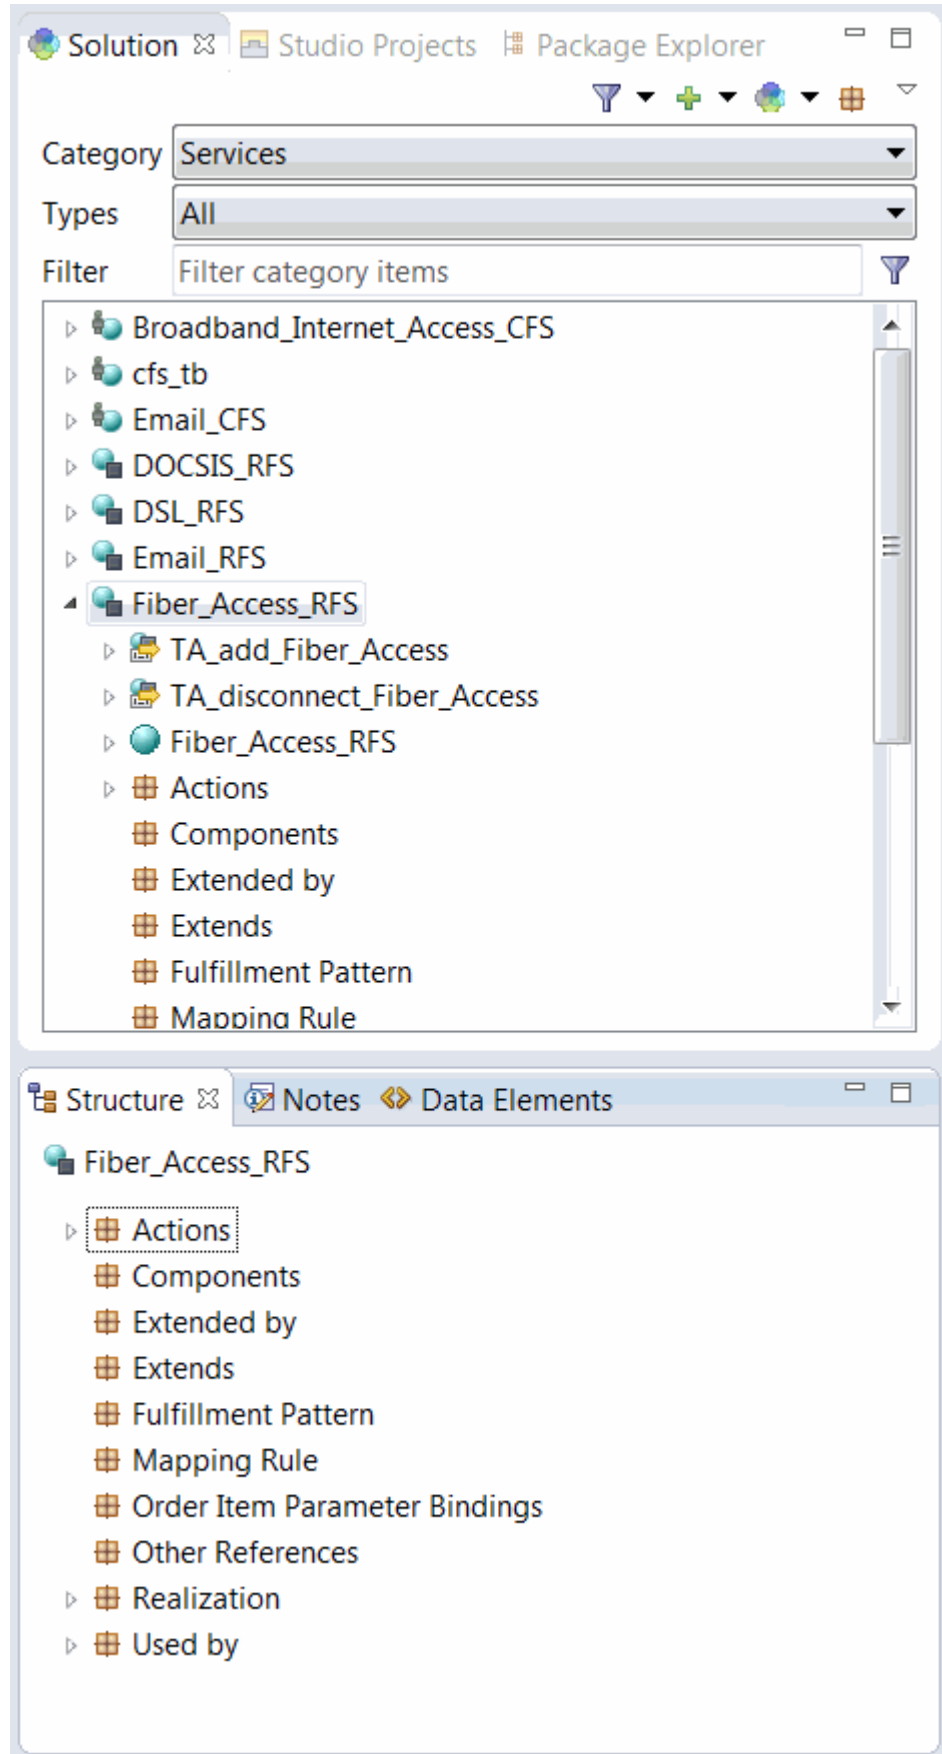 Solution Studio Projects Package Explorer
Category Services
Types All
Filter Filter category items
Broadband_Internet_Access_CFS
cfs_tb
Email_CFS
DOCSIS_RFS
DSL_RFS
Email_RFS
Fiber_Access_RFS
TA_add_Fiber_Access
TA_disconnect_Fiber_Access
Fiber_Access_RFS
Actions
Components
Extended by
Extends
Fulfillment Pattern
Mapping Rule
Structure Notes Data Elements
Fiber_Access_RFS
Actions
Components
Extended by
Extends
Fulfillment Pattern
Mapping Rule
Order Item Parameter Bindings
Other References
Realization
Used by